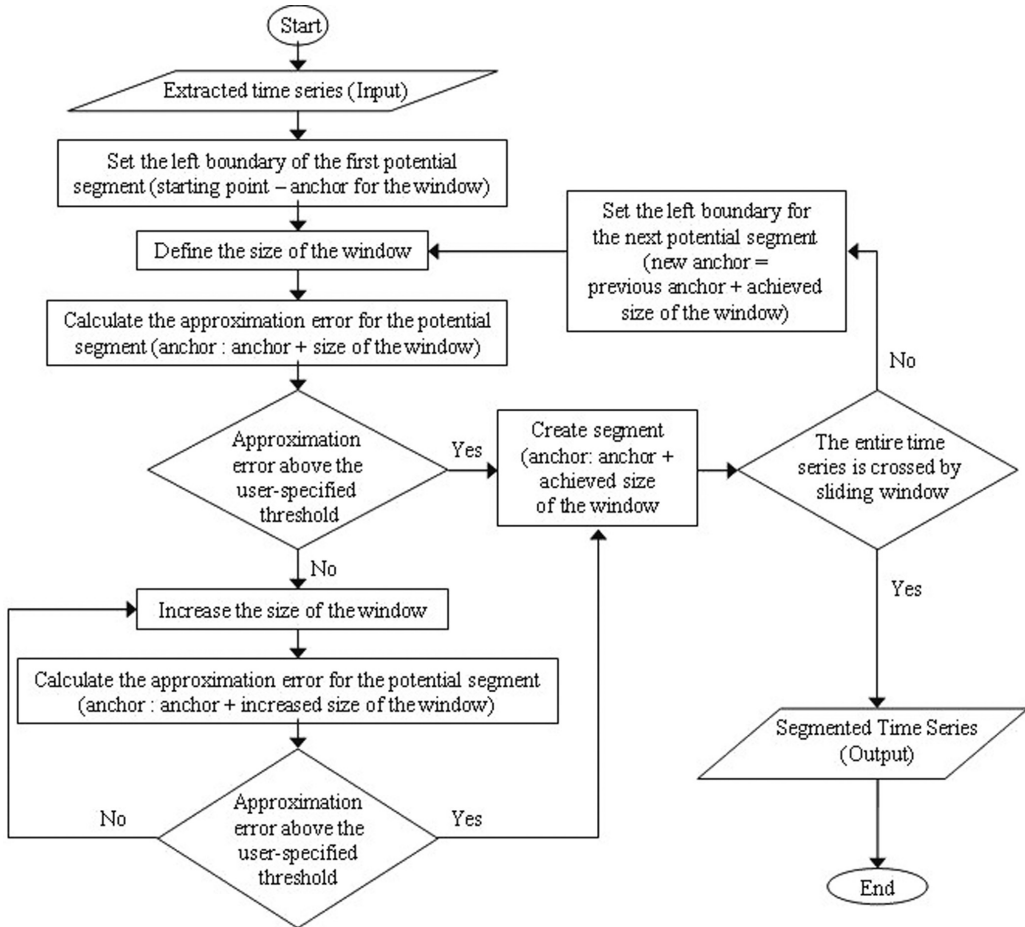 Start
Extracted time series (Input)
Set the left boundary of the first potential
segment (starting point – anchor for the window)
Define the size of the window
Calculate the approximation error for the potential
segment (anchor : anchor + size of the window)
Approximation
error above the
user-specified
threshold
Yes
No
Increase the size of the window
Calculate the approximation error for the potential segment
(anchor : anchor + increased size of the window)
Approximation
error above the
user-specified
threshold
No
Yes
Create segment
(anchor: anchor +
achieved size
of the window
The entire time
series is crossed by
sliding window
No
Set the left boundary for
the next potential segment
(new anchor =
previous anchor + achieved
size of the window)
Yes
Segmented Time Series
(Output)
End